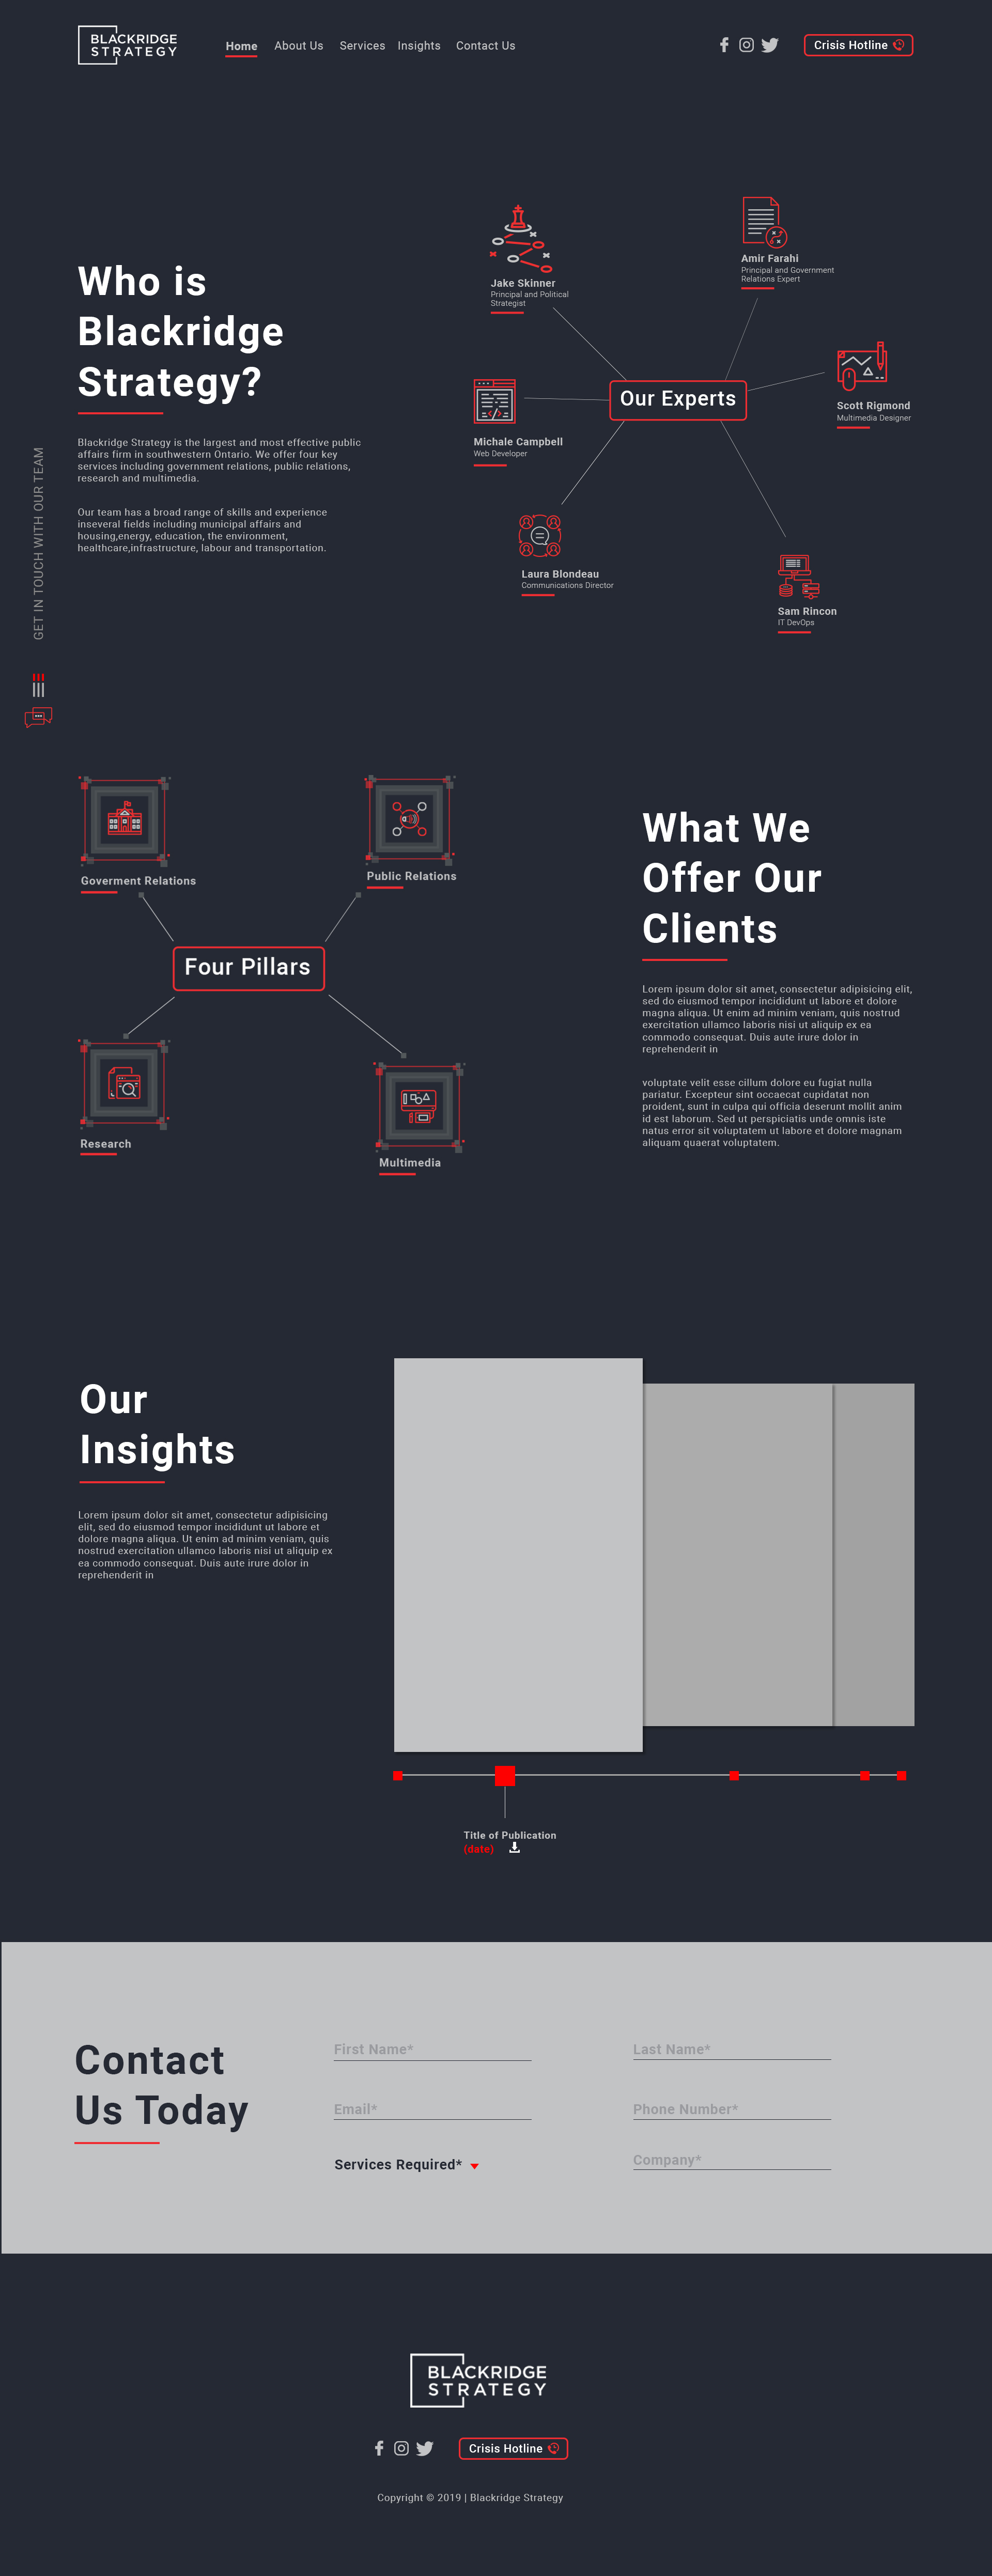 BLACKRIDGE
STRATEGY
Home
About Us
Services
Insights
Contact Us
Crisis Hotline
Who is
Blackridge
Strategy?
Blackridge Strategy is the largest and most effective public
affairs firm in southwestern Ontario. We offer four key
services including government relations, public relations,
research and multimedia.
Our team has a broad range of skills and experience
inseveral fields including municipal affairs and
housing,energy, education, the environment,
healthcare,infrastructure, labour and transportation.
GET IN TOUCH WITH OUR TEAM
Jake Skinner
Principal and Political
Strategist
Amir Farahi
Principal and Government
Relations Expert
Our Experts
Scott Rigmond
Multimedia Designer
Michale Campbell
Web Developer
Laura Blondeau
Communications Director
Sam Rincon
IT DevOps
Goverment Relations
Public Relations
Four Pillars
Research
Multimedia
What We
Offer Our
Clients
Lorem ipsum dolor sit amet, consectetur adipisicing elit,
sed do eiusmod tempor incididunt ut labore et dolore
magna aliqua. Ut enim ad minim veniam, quis nostrud
exercitation ullamco laboris nisi ut aliquip ex ea
commodo consequat. Duis aute irure dolor in
reprehenderit in
voluptate velit esse cillum dolore eu fugiat nulla
pariatur. Excepteur sint occaecat cupidatat non
proident, sunt in culpa qui officia deserunt mollit anim
id est laborum. Sed ut perspiciatis unde omnis iste
natus error sit voluptatem ut labore et dolore magnam
aliquam quaerat voluptatem.
Our
Insights
Lorem ipsum dolor sit amet, consectetur adipisicing
elit, sed do eiusmod tempor incididunt ut labore et
dolore magna aliqua. Ut enim ad minim veniam, quis
nostrud exercitation ullamco laboris nisi ut aliquip ex
ea commodo consequat. Duis aute irure dolor in
reprehenderit in
Title of Publication
(date)
Contact
Us Today
First Name*
Last Name*
Email*
Phone Number*
Services Required*
Company*
BLACKRIDGE
STRATEGY
Crisis Hotline
Copyright © 2019 | Blackridge Strategy